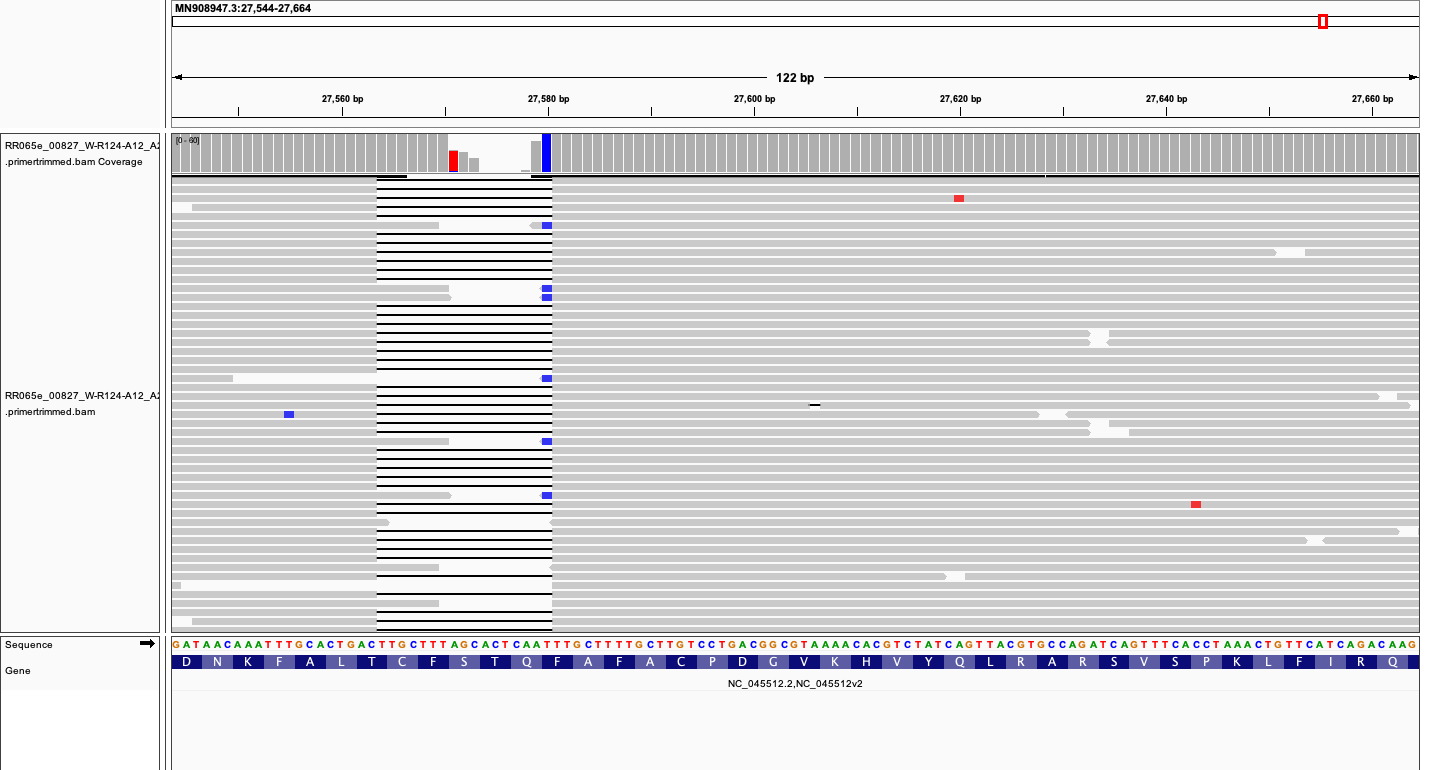 MN908947.3:27,544-27,664
122 bp
27,560 bp 27,580 bp 27,600 bp 27,620 bp 27,640 bp 27,660 bp
RR065e_00827_W-R124-A12_A2
.primertrimmed.bam Coverage
[0 - 60]
RR065e_00827_W-R124-A12_A2
.primertrimmed.bam
Sequence
GATAACAAATTTGCACTGACTTGCTTTAGCACTCAATTTGCTTTTGCTTGTCCTGACGGCGTAAAACACGTCTATCAGTTACGTGCCAGATCAGTTTCACCTAAACTGTTCATCAGACAAG
Gene
D N K F A L T C F S T Q F A F A C P D G V K H V Y Q L R A R S V S P K L F I R Q
NC_045512.2,NC_045512v2